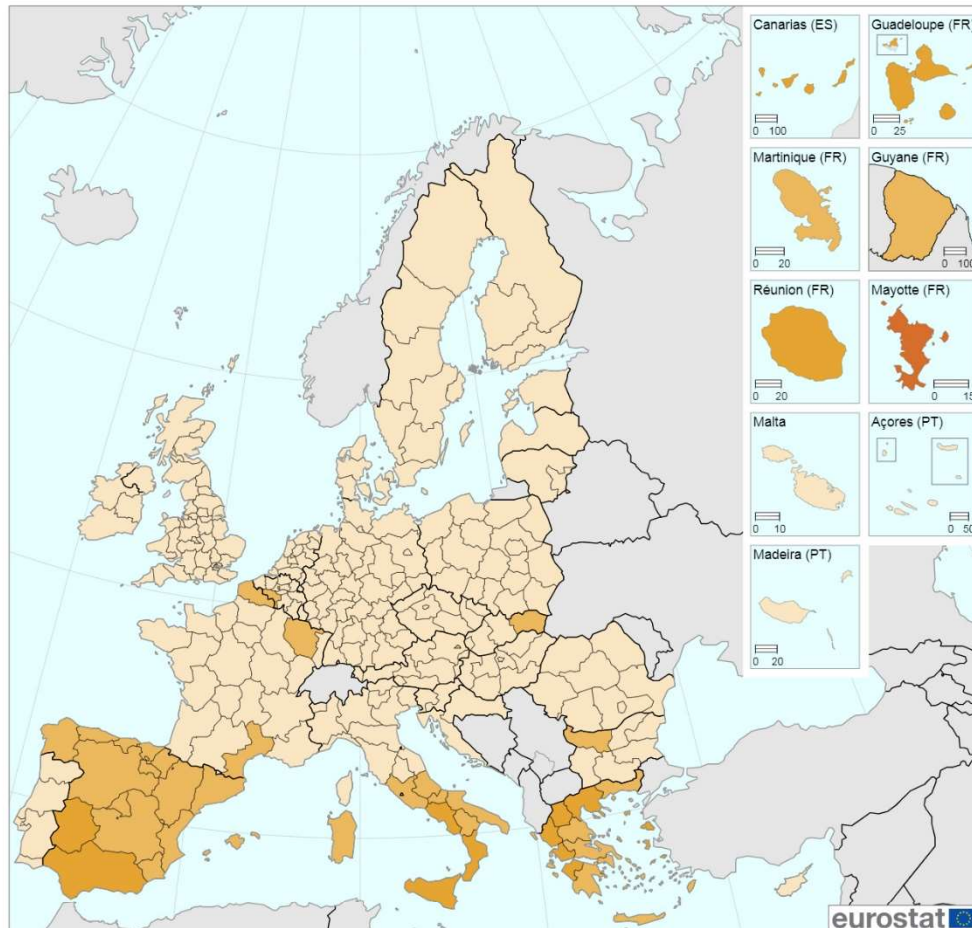 Canarias (ES)
0 100
Guadeloupe (FR)
0 25
Martinique (FR)
0 20
Guyane (FR)
0 100
Réunion (FR)
0 20
Mayotte (FR)
0 15
Malta
0 10
Açores (PT)
0 50
Madeira (PT)
0 20
eurostat